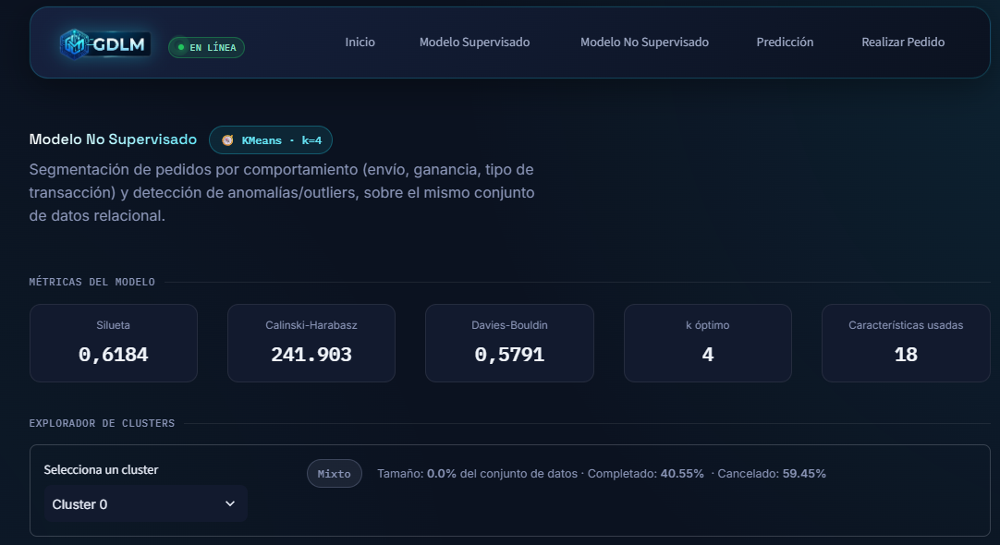 GDLM
EN LÍNEA
Inicio
Modelo Supervisado
Modelo No Supervisado
Predicción
Realizar Pedido
Modelo No Supervisado
KMeans · k=4
Segmentación de pedidos por comportamiento (envío, ganancia, tipo de
transacción) y detección de anomalías/outliers, sobre el mismo conjunto
de datos relacional.
MÉTRICAS DEL MODELO
Silueta
0,6184
Calinski-Harabasz
241.903
Davies-Bouldin
0,5791
k óptimo
4
Características usadas
18
EXPLORADOR DE CLUSTERS
Selecciona un cluster
Cluster 0
Mixto
Tamaño: 0.0% del conjunto de datos · Completado: 40.55% · Cancelado: 59.45%